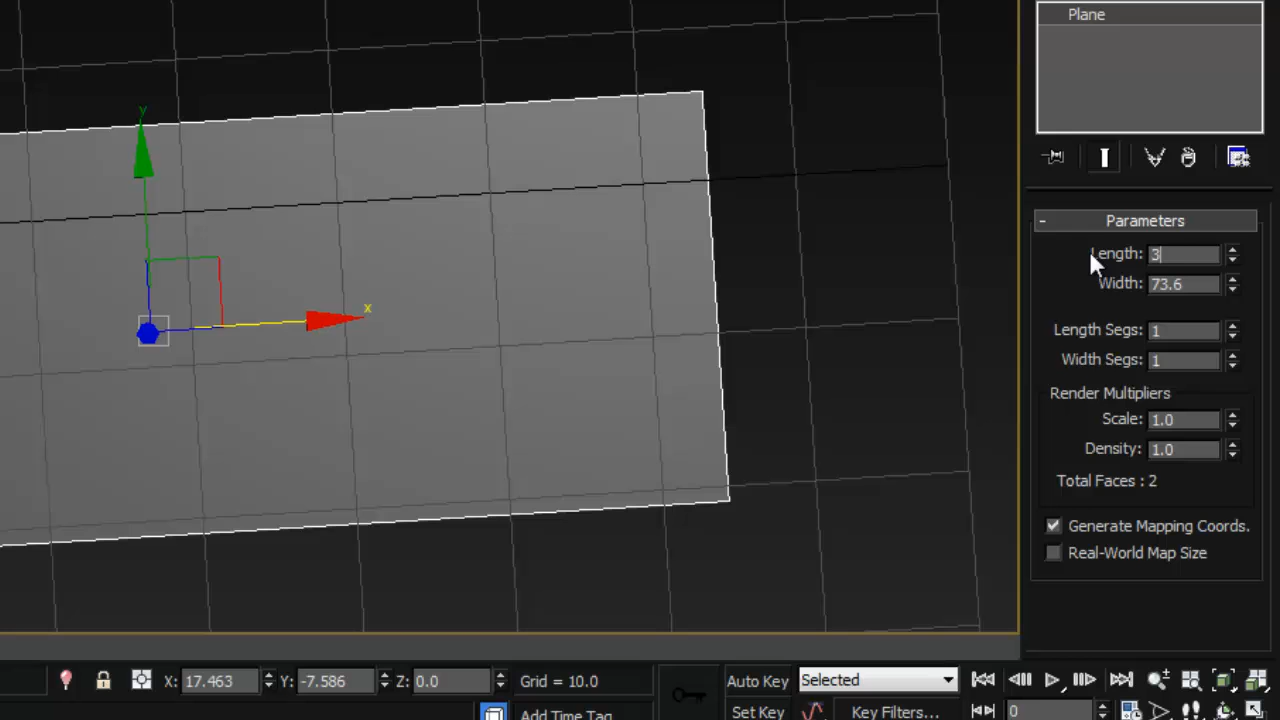 Plane
y
x
- Parameters
Length: 3
Width: 73.6
Length Segs: 1
Width Segs: 1
Render Multipliers
Scale: 1.0
Density: 1.0
Total Faces : 2
Generate Mapping Coords.
Real-World Map Size
X: 17.463 Y: -7.586 Z: 0.0 Grid = 10.0 Auto Key Selected
Add Time Tag Set Key Key Filters... 0